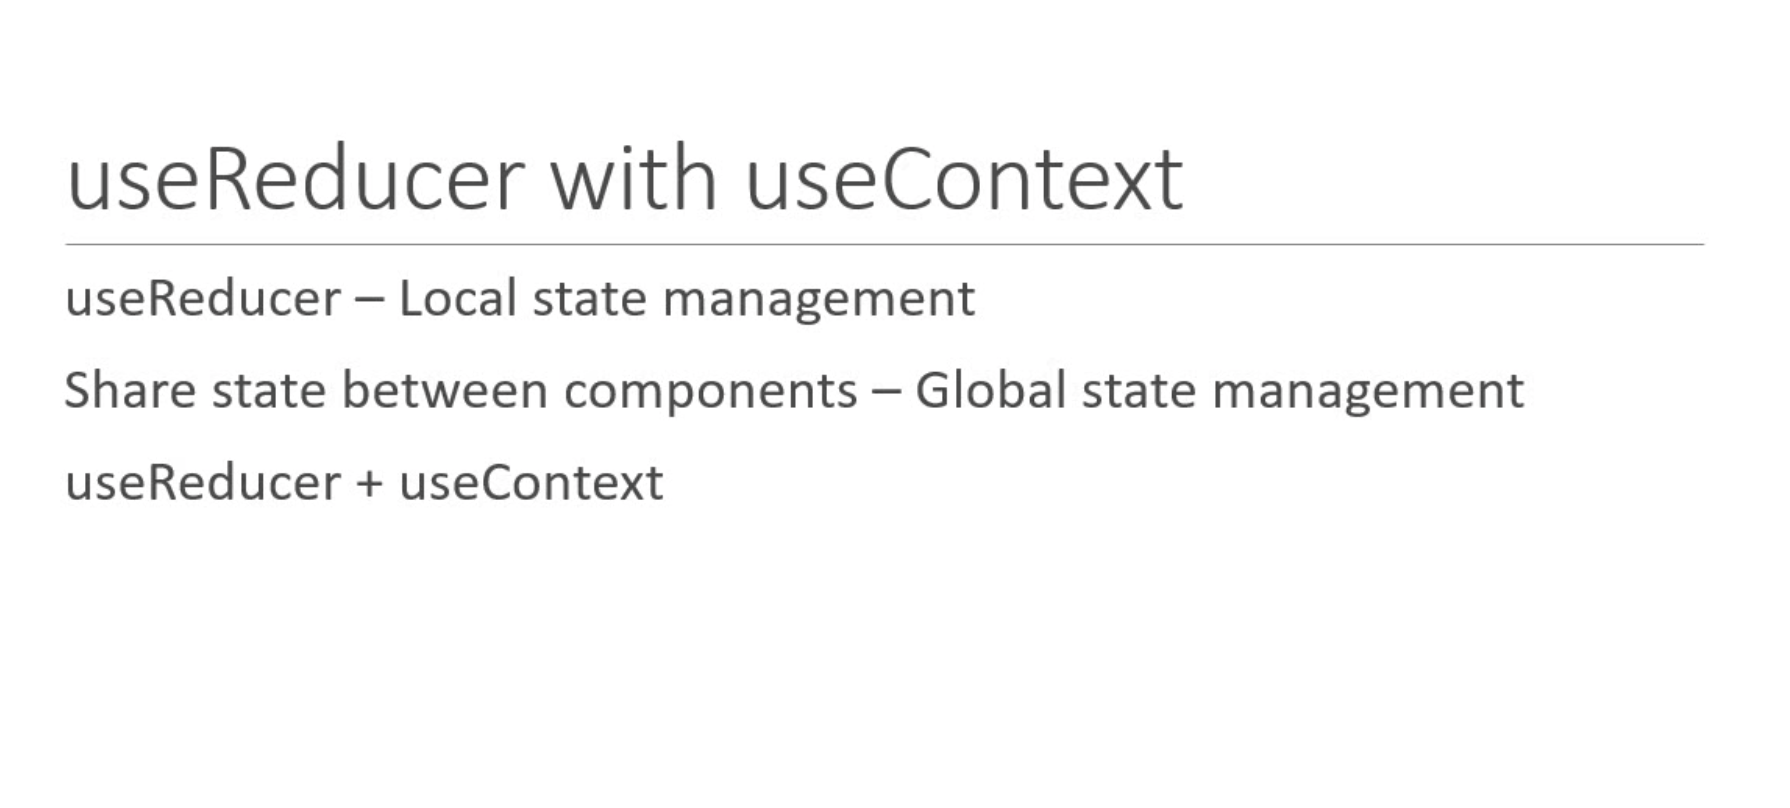 useReducer with useContext
useReducer – Local state management
Share state between components – Global state management
useReducer + useContext